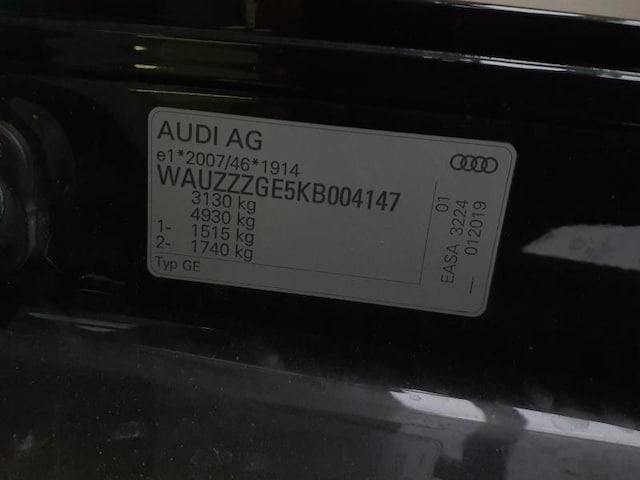 AUDI AG
e1*2007/46*1914
WAUZZZGE5KB004147
3130 kg
4930 kg
1- 1515 kg
2- 1740 kg
Typ GE
01
EASA 3224
— 012019